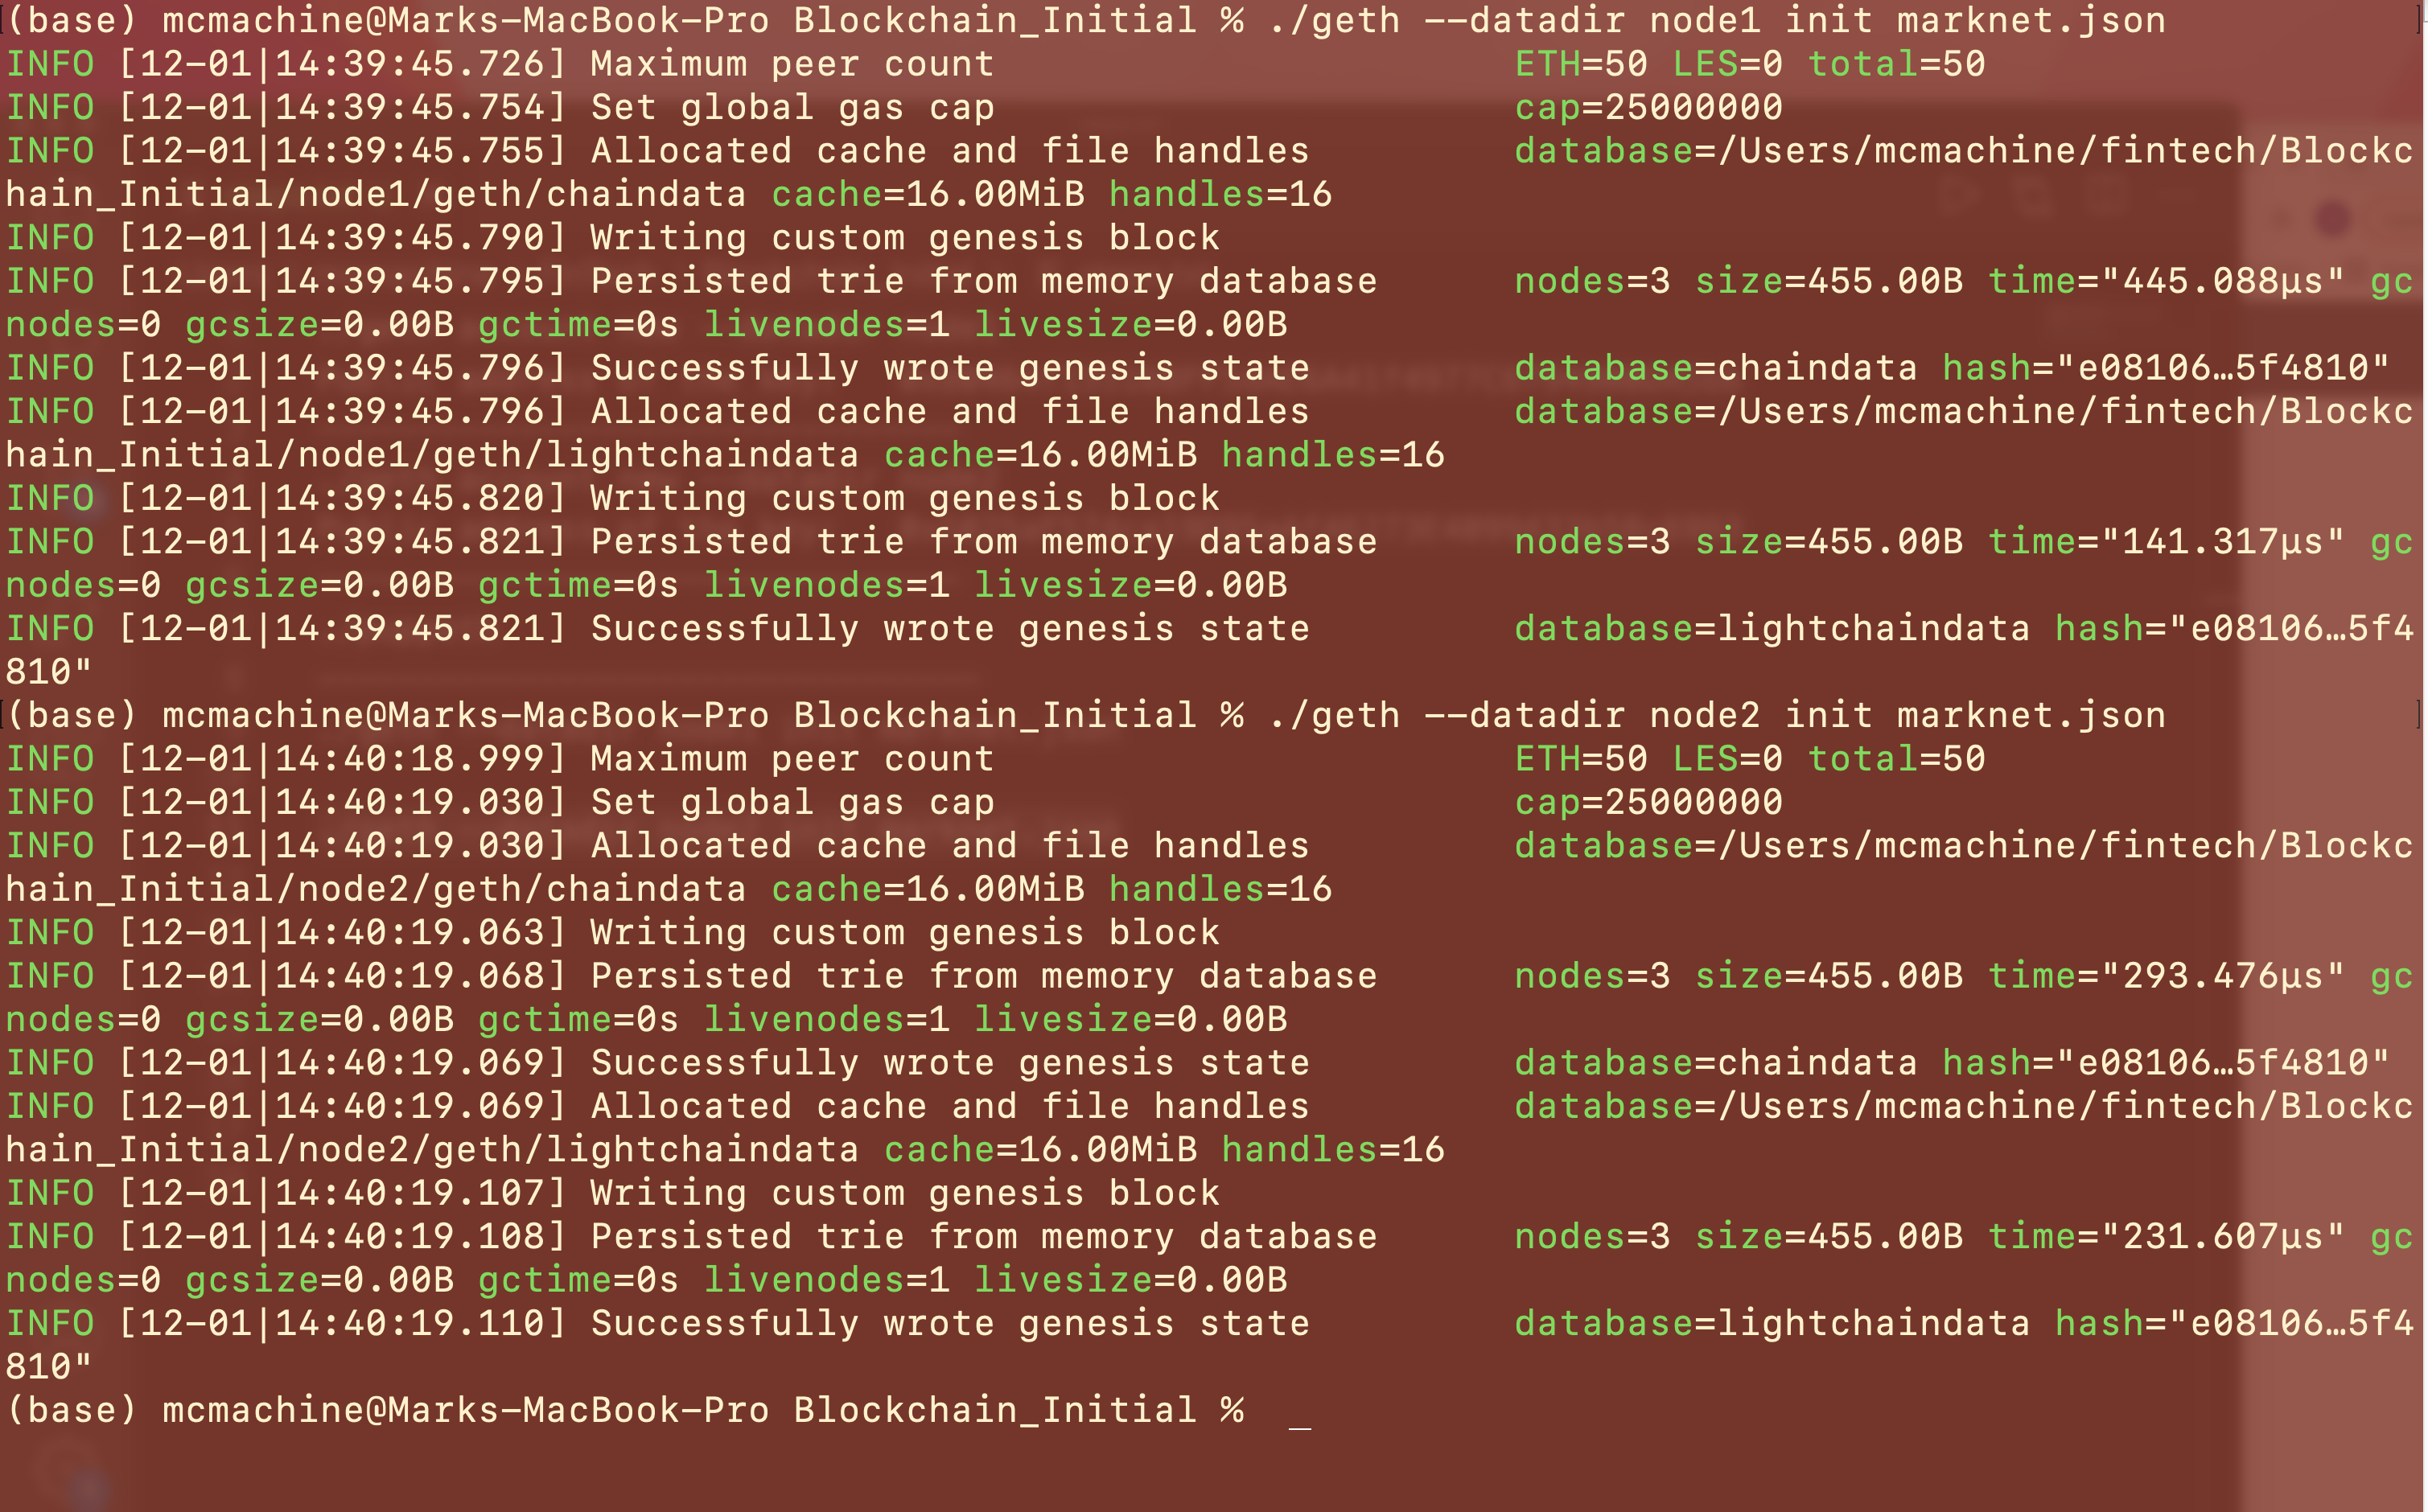 (base) mcmachine@Marks-MacBook-Pro Blockchain_Initial % ./geth --datadir node1 init marknet.json
INFO [12-01|14:39:45.726] Maximum peer count                       ETH=50 LES=0 total=50
INFO [12-01|14:39:45.754] Set global gas cap                       cap=25000000
INFO [12-01|14:39:45.755] Allocated cache and file handles         database=/Users/mcmachine/fintech/Blockc
hain_Initial/node1/geth/chaindata cache=16.00MiB handles=16
INFO [12-01|14:39:45.790] Writing custom genesis block
INFO [12-01|14:39:45.795] Persisted trie from memory database      nodes=3 size=455.00B time="445.088µs" gc
nodes=0 gcsize=0.00B gctime=0s livenodes=1 livesize=0.00B
INFO [12-01|14:39:45.796] Successfully wrote genesis state         database=chaindata hash="e08106…5f4810"
INFO [12-01|14:39:45.796] Allocated cache and file handles         database=/Users/mcmachine/fintech/Blockc
hain_Initial/node1/geth/lightchaindata cache=16.00MiB handles=16
INFO [12-01|14:39:45.820] Writing custom genesis block
INFO [12-01|14:39:45.821] Persisted trie from memory database      nodes=3 size=455.00B time="141.317µs" gc
nodes=0 gcsize=0.00B gctime=0s livenodes=1 livesize=0.00B
INFO [12-01|14:39:45.821] Successfully wrote genesis state         database=lightchaindata hash="e08106…5f4
810"
(base) mcmachine@Marks-MacBook-Pro Blockchain_Initial % ./geth --datadir node2 init marknet.json
INFO [12-01|14:40:18.999] Maximum peer count                       ETH=50 LES=0 total=50
INFO [12-01|14:40:19.030] Set global gas cap                       cap=25000000
INFO [12-01|14:40:19.030] Allocated cache and file handles         database=/Users/mcmachine/fintech/Blockc
hain_Initial/node2/geth/chaindata cache=16.00MiB handles=16
INFO [12-01|14:40:19.063] Writing custom genesis block
INFO [12-01|14:40:19.068] Persisted trie from memory database      nodes=3 size=455.00B time="293.476µs" gc
nodes=0 gcsize=0.00B gctime=0s livenodes=1 livesize=0.00B
INFO [12-01|14:40:19.069] Successfully wrote genesis state         database=chaindata hash="e08106…5f4810"
INFO [12-01|14:40:19.069] Allocated cache and file handles         database=/Users/mcmachine/fintech/Blockc
hain_Initial/node2/geth/lightchaindata cache=16.00MiB handles=16
INFO [12-01|14:40:19.107] Writing custom genesis block
INFO [12-01|14:40:19.108] Persisted trie from memory database      nodes=3 size=455.00B time="231.607µs" gc
nodes=0 gcsize=0.00B gctime=0s livenodes=1 livesize=0.00B
INFO [12-01|14:40:19.110] Successfully wrote genesis state         database=lightchaindata hash="e08106…5f4
810"
(base) mcmachine@Marks-MacBook-Pro Blockchain_Initial % _